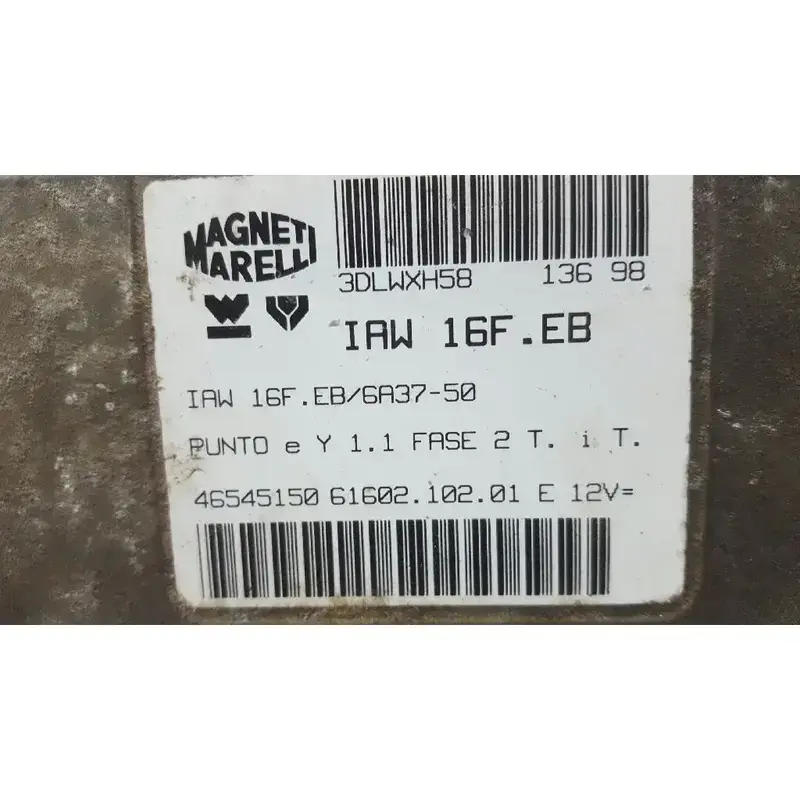 MAGNETI
MARELLI
3DLWXH58 136 98
IAW 16F.EB
IAW 16F.EB/6A37-50
PUNTO e Y 1.1 FASE 2 T. i T.
46545150 61602.102.01 E 12V=